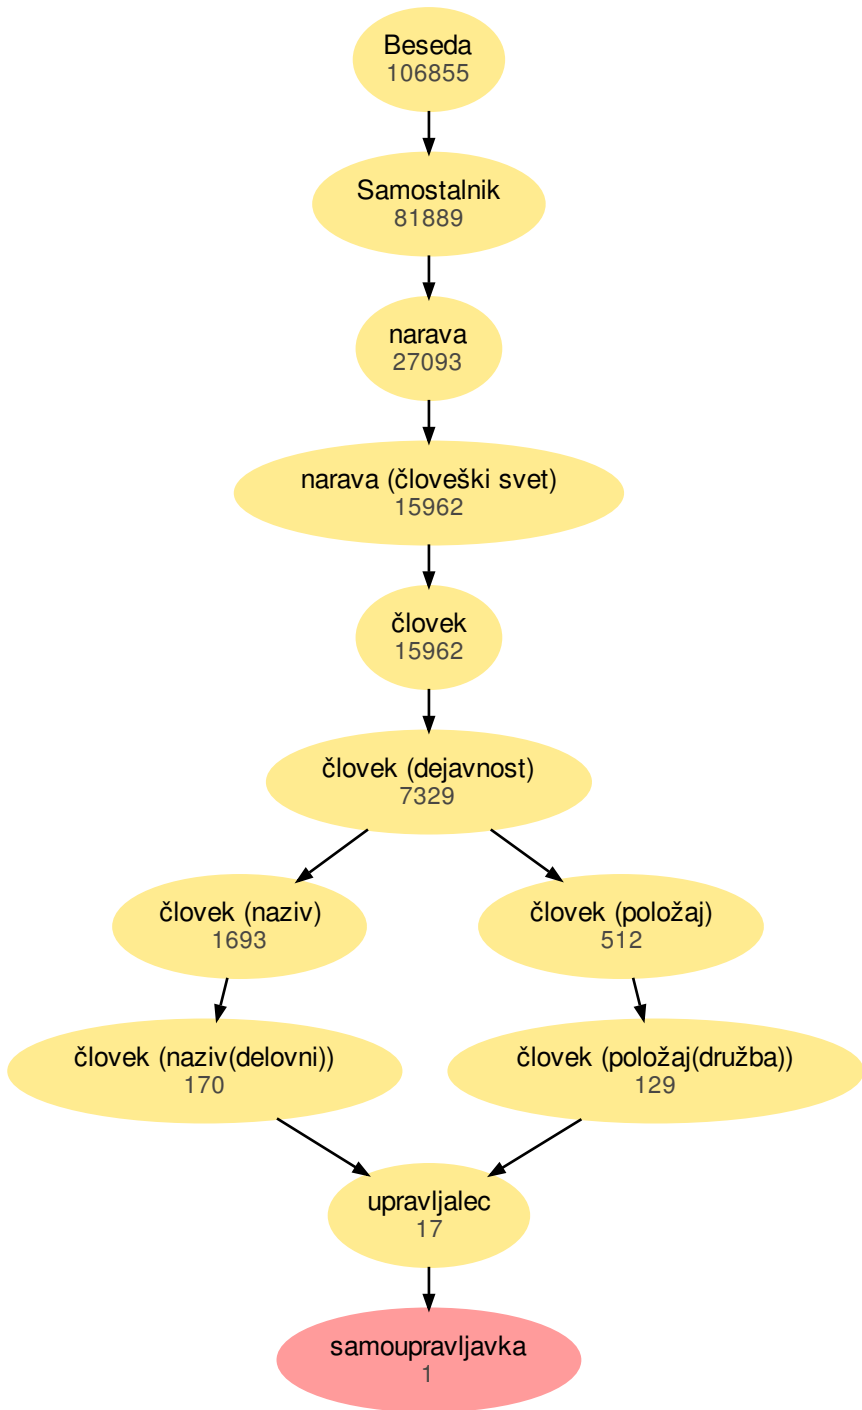 Beseda
106855
Samostalnik
81889
narava
27093
narava (človeški svet)
15962
človek
15962
človek (dejavnost)
7329
človek (naziv)
1693
človek (položaj)
512
človek (naziv(delovni))
170
človek (položaj(družba))
129
upravljalec
17
samoupravljavka
1